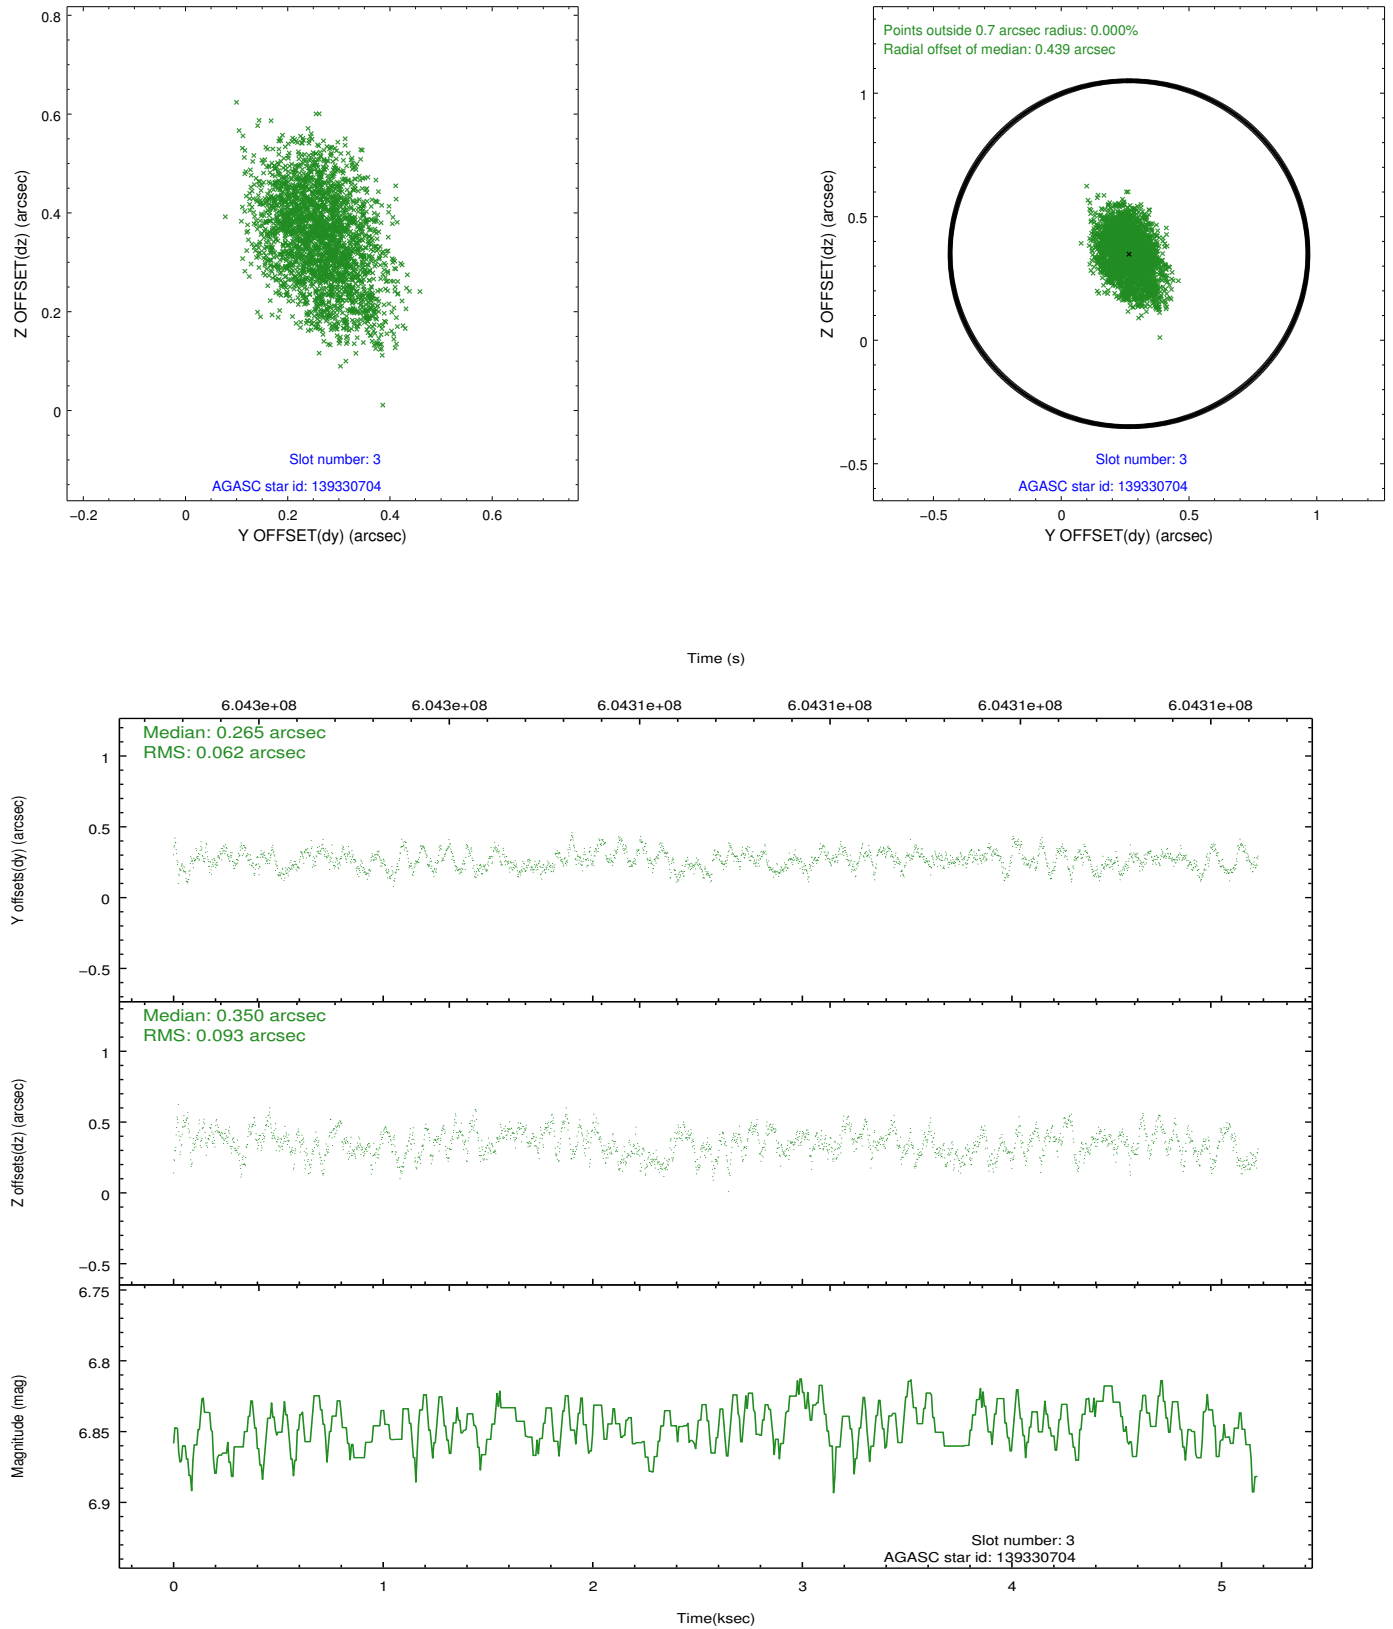 0.8
0.6
0.4
0.2
0
Z OFFSET(dz) (arcsec)
Slot number: 3
AGASC star id: 139330704
−0.2 0 0.2 0.4 0.6
Y OFFSET(dy) (arcsec)
Points outside 0.7 arcsec radius: 0.000%
Radial offset of median: 0.439 arcsec
1
0.5
0
−0.5
Z OFFSET(dz) (arcsec)
Slot number: 3
AGASC star id: 139330704
−0.5 0 0.5 1
Y OFFSET(dy) (arcsec)
Time (s)
6.043e+08 6.043e+08 6.0431e+08 6.0431e+08 6.0431e+08 6.0431e+08
Median: 0.265 arcsec
RMS: 0.062 arcsec
1
0.5
0
−0.5
Y offsets(dy) (arcsec)
Median: 0.350 arcsec
RMS: 0.093 arcsec
1
0.5
0
−0.5
Z offsets(dz) (arcsec)
6.75
6.8
6.85
6.9
Magnitude (mag)
Slot number: 3
AGASC star id: 139330704
0 1 2 3 4 5
Time(ksec)